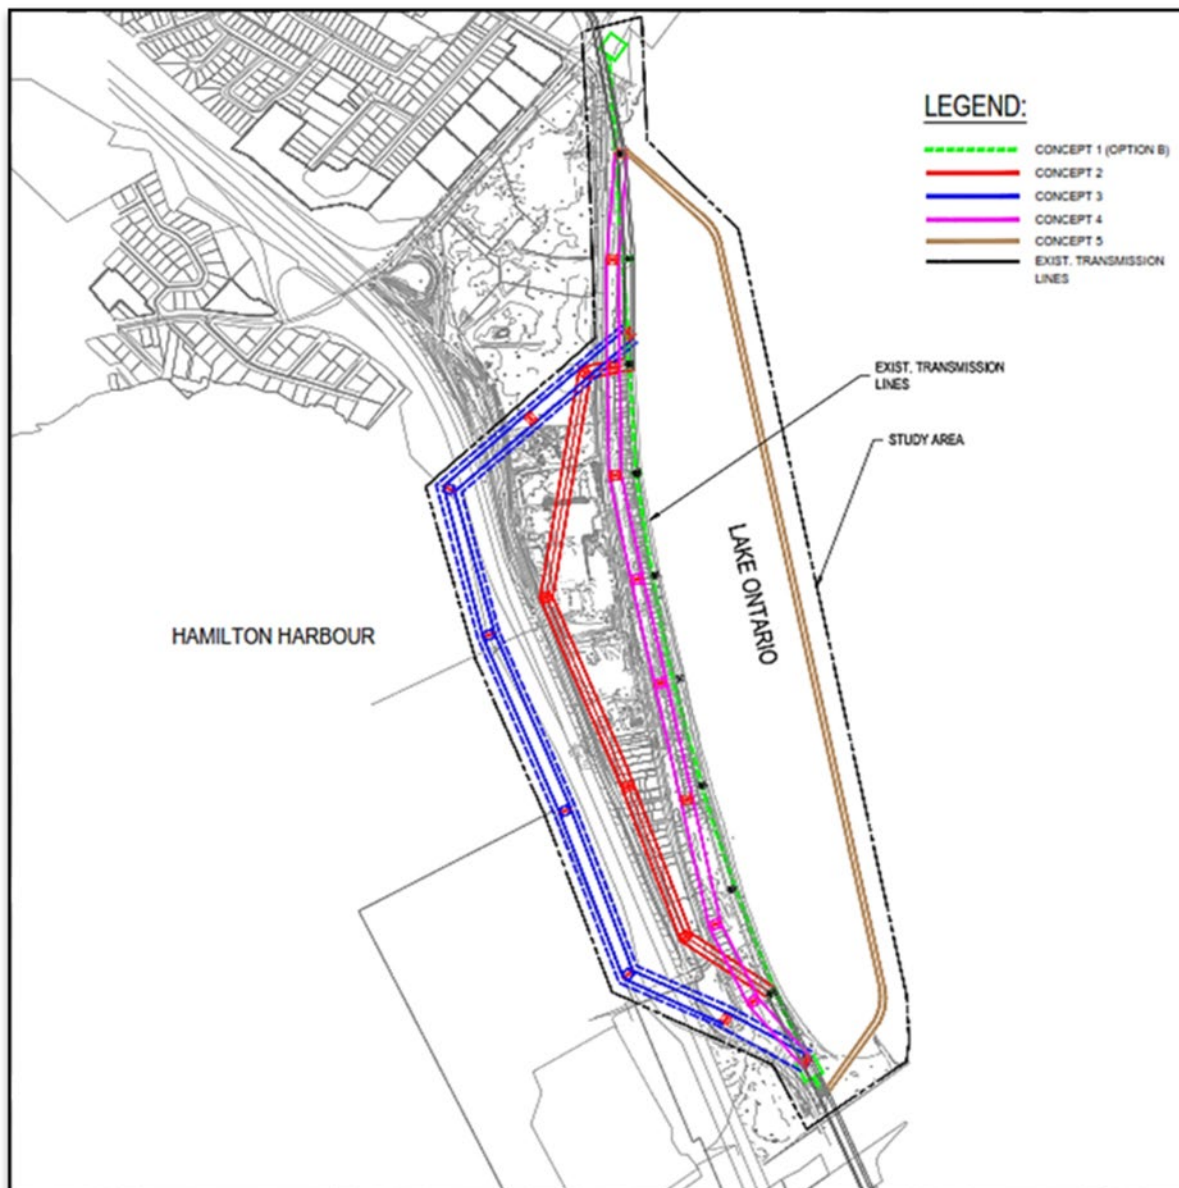 LEGEND:
CONCEPT 1 (OPTION B)
CONCEPT 2
CONCEPT 3
CONCEPT 4
CONCEPT 5
EXIST. TRANSMISSION
LINES
EXIST. TRANSMISSION
LINES
STUDY AREA
LAKE ONTARIO
HAMILTON HARBOUR